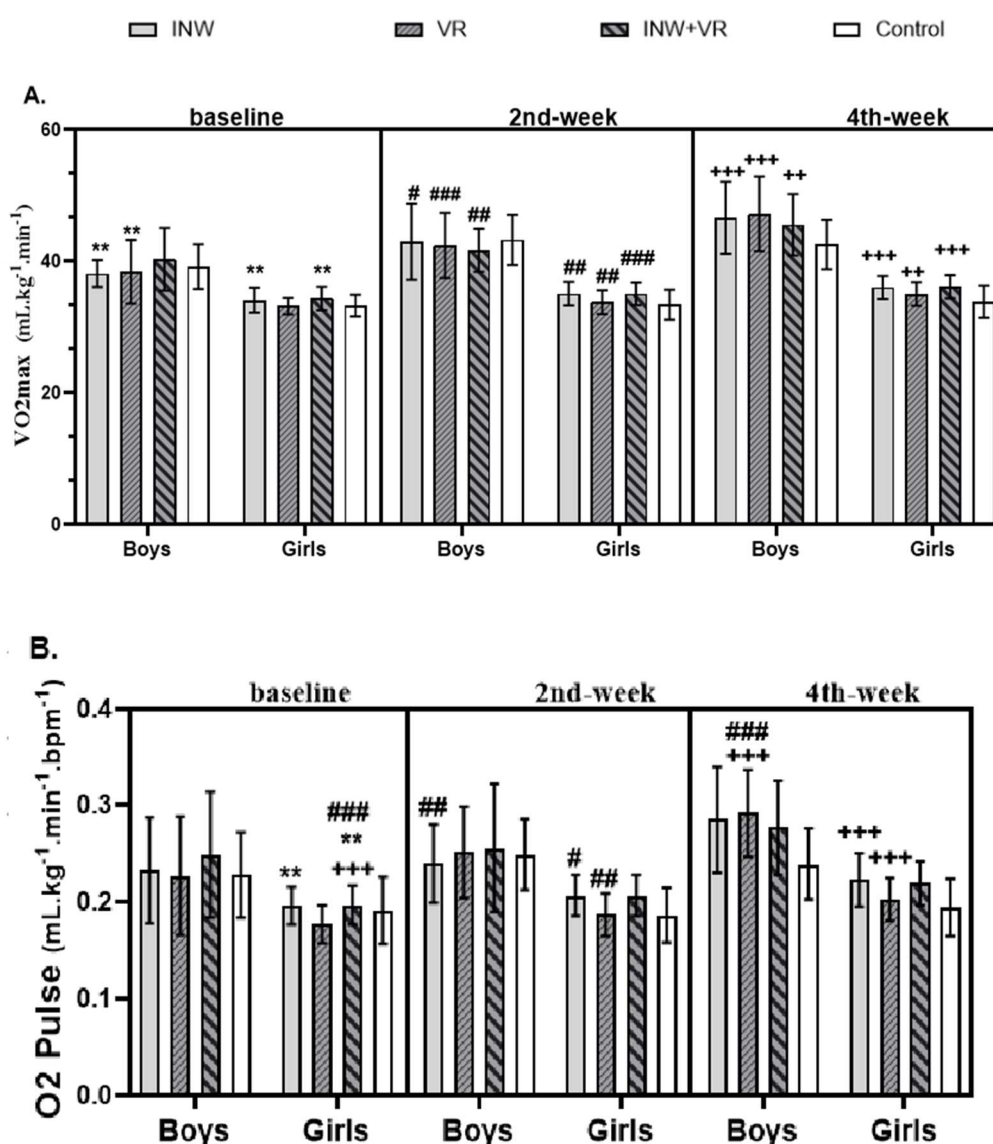 INW VR INW+VR Control
A.
baseline 2nd-week 4th-week
60
+++ +++ ++
# ### ##
** ** ** **
## ## ###
+++ ++ +++
40
20
0
VO2max (mL.kg-1.min-1)
Boys Girls Boys Girls Boys Girls
B.
baseline 2nd-week 4th-week
0.4
###
+++
0.3
###
** **
+++
##
# ##
+++ +++
0.2
0.1
0.0
O2 Pulse (mL.kg-1.min-1.bpm-1)
Boys Girls Boys Girls Boys Girls